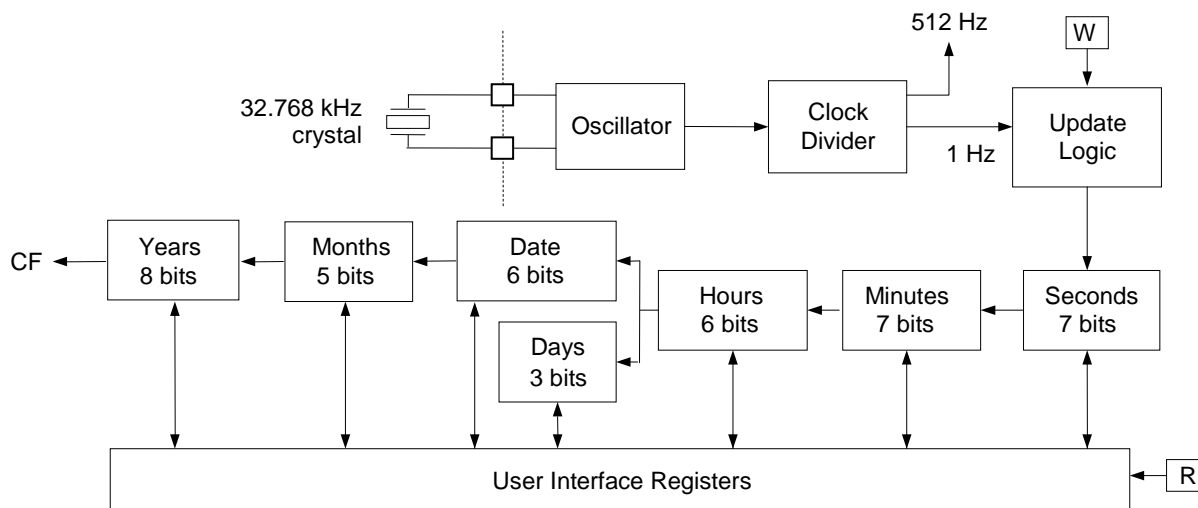 512 Hz
W
32.768 kHz
crystal
Oscillator
Clock
Divider
1 Hz
Update
Logic
CF
Years
8 bits
Months
5 bits
Date
6 bits
Days
3 bits
Hours
6 bits
Minutes
7 bits
Seconds
7 bits
User Interface Registers
R